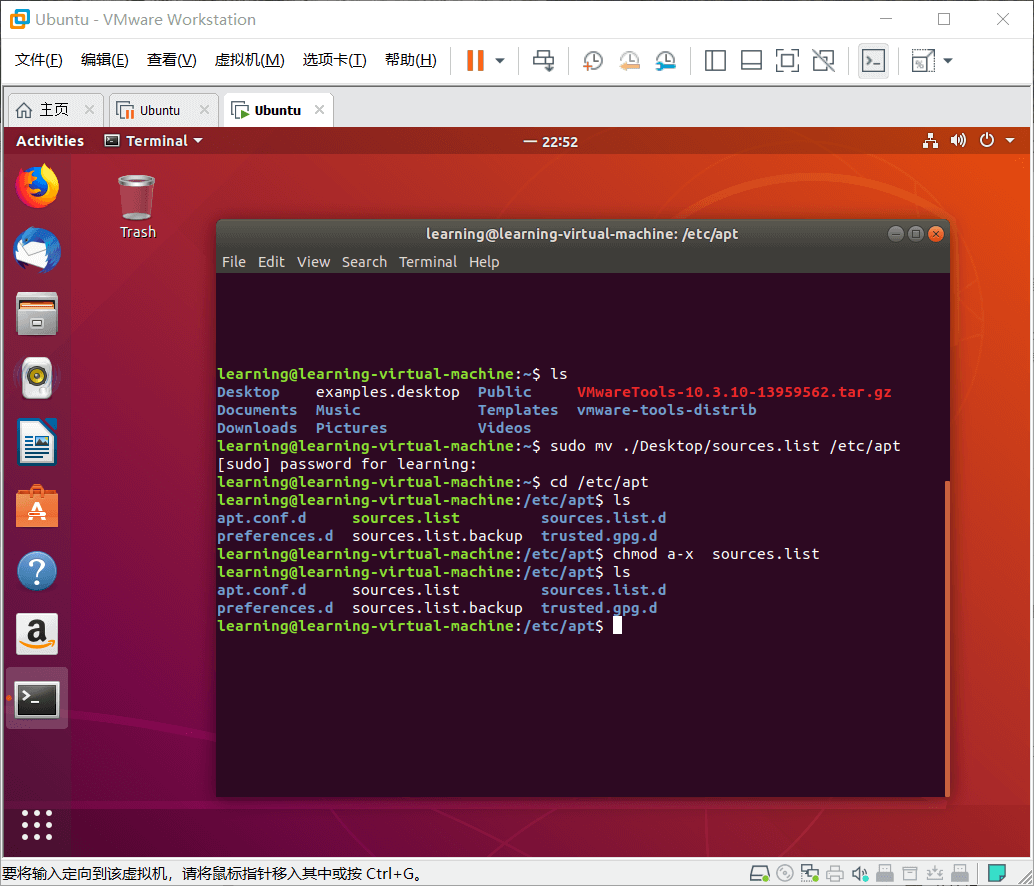 Ubuntu - VMware Workstation
文件(F) 编辑(E) 查看(V) 虚拟机(M) 选项卡(T) 帮助(H)
主页 Ubuntu Ubuntu
Activities Terminal 22:52
Trash
learning@learning-virtual-machine: /etc/apt
File Edit View Search Terminal Help
learning@learning-virtual-machine:~$ ls
Desktop examples.desktop Public VMwareTools-10.3.10-13959562.tar.gz
Documents Music Templates vmware-tools-distrib
Downloads Pictures Videos
learning@learning-virtual-machine:~$ sudo mv ./Desktop/sources.list /etc/apt
[sudo] password for learning:
learning@learning-virtual-machine:~$ cd /etc/apt
learning@learning-virtual-machine:/etc/apt$ ls
apt.conf.d sources.list sources.list.d
preferences.d sources.list.backup trusted.gpg.d
learning@learning-virtual-machine:/etc/apt$ chmod a-x  sources.list
learning@learning-virtual-machine:/etc/apt$ ls
apt.conf.d sources.list sources.list.d
preferences.d sources.list.backup trusted.gpg.d
learning@learning-virtual-machine:/etc/apt$
要将输入定向到该虚拟机，请将鼠标指针移入其中或按 Ctrl+G。